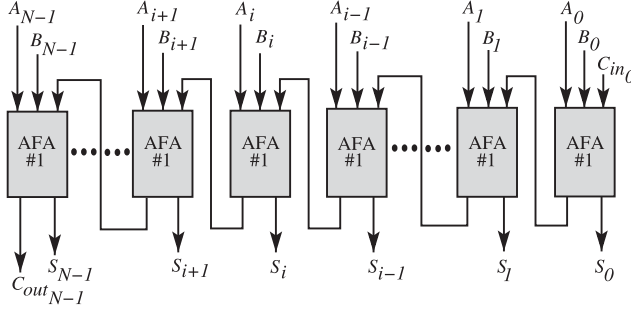 A_{N-1} A_{i+1} A_i A_{i-1} A_1 A_0
B_{N-1} B_{i+1} B_i B_{i-1} B_1 B_0
C_{in_0}
AFA AFA AFA AFA AFA AFA
#1 #1 #1 #1 #1 #1
S_{N-1} S_{i+1} S_i S_{i-1} S_1 S_0
C_{out_{N-1}}